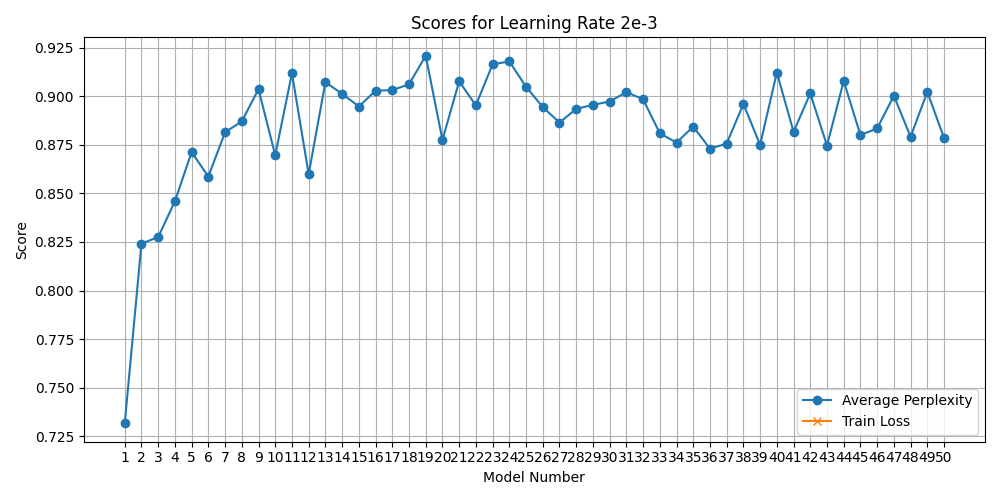 Scores for Learning Rate 2e-3
0.925
0.900
0.875
0.850
0.825
0.800
0.775
0.750
0.725
Score
Average Perplexity
Train Loss
1 2 3 4 5 6 7 8 9 10 11 12 13 14 15 16 17 18 19 20 21 22 23 24 25 26 27 28 29 30 31 32 33 34 35 36 37 38 39 40 41 42 43 44 45 46 47 48 49 50
Model Number